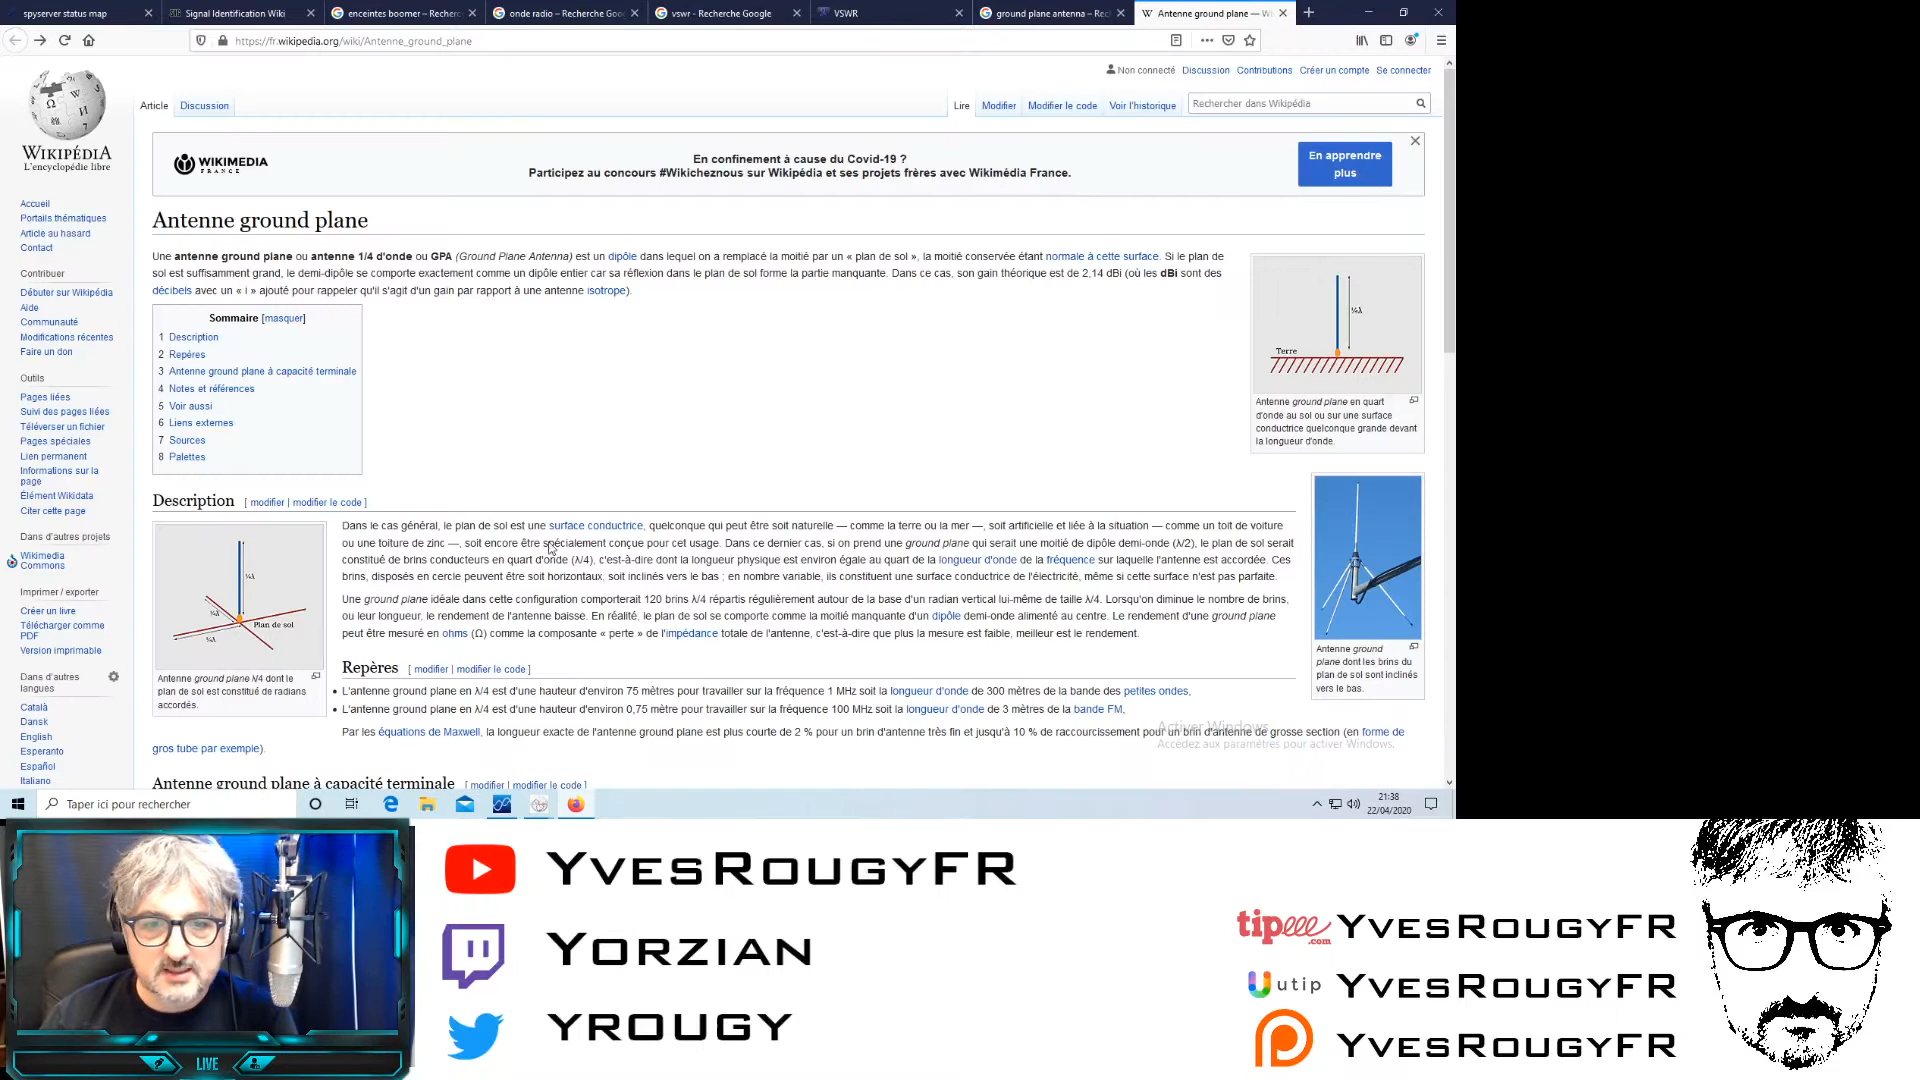 spyserver status map
Signal Identification Wiki
enceintes boomer – Recherc
onde radio – Recherche Goog
vswr - Recherche Google
VSWR
ground plane antenna – Rec
Antenne ground plane — W
https://fr.wikipedia.org/wiki/Antenne_ground_plane
Non connecté Discussion Contributions Créer un compte Se connecter
Article Discussion Lire Modifier Modifier le code Voir l'historique Rechercher dans Wikipédia
WIKIPÉDIA
L'encyclopédie libre
WIKIMEDIA
FRANCE
En confinement à cause du Covid-19 ?
Participez au concours #Wikicheznous sur Wikipédia et ses projets frères avec Wikimédia France.
En apprendre
plus
Accueil
Portails thématiques
Article au hasard
Contact
Contribuer
Débuter sur Wikipédia
Aide
Communauté
Modifications récentes
Faire un don
Outils
Pages liées
Suivi des pages liées
Téléverser un fichier
Pages spéciales
Lien permanent
Informations sur la
page
Élément Wikidata
Citer cette page
Dans d'autres projets
Wikimedia
Commons
Imprimer / exporter
Créer un livre
Télécharger comme
PDF
Version imprimable
Dans d'autres
langues
Català
Dansk
English
Esperanto
Español
Italiano
Antenne ground plane
Une antenne ground plane ou antenne 1/4 d'onde ou GPA (Ground Plane Antenna) est un dipôle dans lequel on a remplacé la moitié par un « plan de sol », la moitié conservée étant normale à cette surface. Si le plan de
sol est suffisamment grand, le demi-dipôle se comporte exactement comme un dipôle entier car sa réflexion dans le plan de sol forme la partie manquante. Dans ce cas, son gain théorique est de 2,14 dBi (où les dBi sont des
décibels avec un « i » ajouté pour rappeler qu'il s'agit d'un gain par rapport à une antenne isotrope).
Sommaire [masquer]
1 Description
2 Repères
3 Antenne ground plane à capacité terminale
4 Notes et références
5 Voir aussi
6 Liens externes
7 Sources
8 Palettes
¼λ
Terre
Antenne ground plane en quart
d'onde au sol ou sur une surface
conductrice quelconque grande devant
la longueur d'onde.
Description [ modifier | modifier le code ]
¼λ
¼λ
¼λ
Plan de sol
Antenne ground plane λ/4 dont le
plan de sol est constitué de radians
accordés.
Dans le cas général, le plan de sol est une surface conductrice, quelconque qui peut être soit naturelle — comme la terre ou la mer —, soit artificielle et liée à la situation — comme un toit de voiture
ou une toiture de zinc —, soit encore être spécialement conçue pour cet usage. Dans ce dernier cas, si on prend une ground plane qui serait une moitié de dipôle demi-onde (λ/2), le plan de sol serait
constitué de brins conducteurs en quart d'onde (λ/4), c'est-à-dire dont la longueur physique est environ égale au quart de la longueur d'onde de la fréquence sur laquelle l'antenne est accordée. Ces
brins, disposés en cercle peuvent être soit horizontaux, soit inclinés vers le bas ; en nombre variable, ils constituent une surface conductrice de l'électricité, même si cette surface n'est pas parfaite.
Une ground plane idéale dans cette configuration comporterait 120 brins λ/4 répartis régulièrement autour de la base d'un radian vertical lui-même de taille λ/4. Lorsqu'on diminue le nombre de brins,
ou leur longueur, le rendement de l'antenne baisse. En réalité, le plan de sol se comporte comme la moitié manquante d'un dipôle demi-onde alimenté au centre. Le rendement d'une ground plane
peut être mesuré en ohms (Ω) comme la composante « perte » de l'impédance totale de l'antenne, c'est-à-dire que plus la mesure est faible, meilleur est le rendement.
Antenne ground
plane dont les brins du
plan de sol sont inclinés
vers le bas.
Repères [ modifier | modifier le code ]
L'antenne ground plane en λ/4 est d'une hauteur d'environ 75 mètres pour travailler sur la fréquence 1 MHz soit la longueur d'onde de 300 mètres de la bande des petites ondes,
L'antenne ground plane en λ/4 est d'une hauteur d'environ 0,75 mètre pour travailler sur la fréquence 100 MHz soit la longueur d'onde de 3 mètres de la bande FM,
Par les équations de Maxwell, la longueur exacte de l'antenne ground plane est plus courte de 2 % pour un brin d'antenne très fin et jusqu'à 10 % de raccourcissement pour un brin d'antenne de grosse section (en forme de
gros tube par exemple).
Activer Windows
Accédez aux paramètres pour activer Windows.
Antenne ground plane à capacité terminale [ modifier | modifier le code ]
Taper ici pour rechercher
21:38
22/04/2020
LIVE
YVESROUGYFR
YORZIAN
YROUGY
tipeee
.com
YVESROUGYFR
utip
YVESROUGYFR
YVESROUGYFR